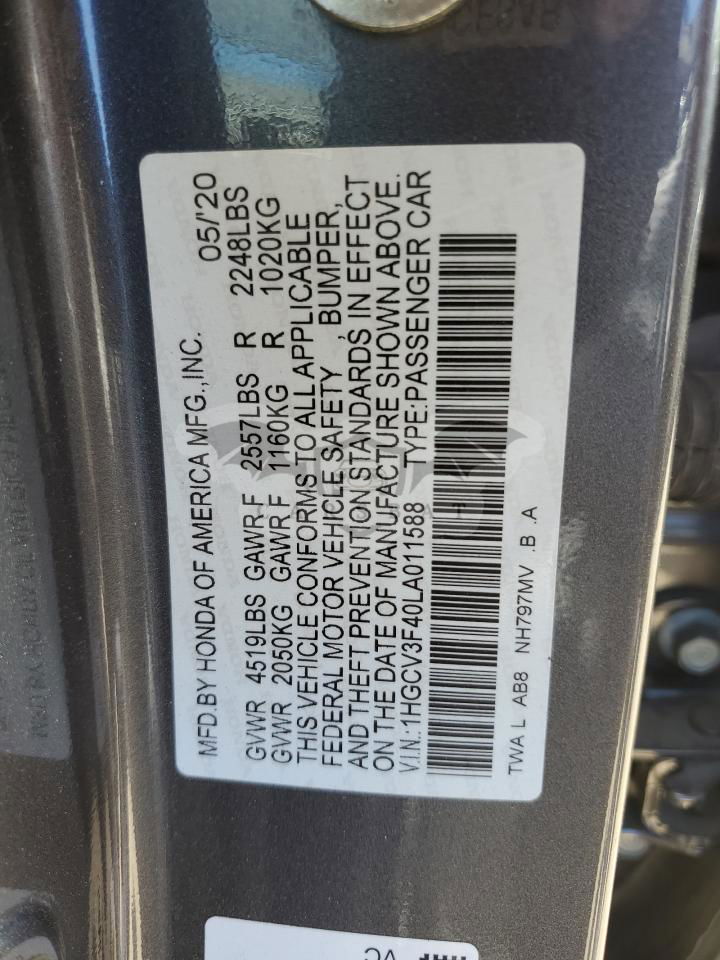 MFD.BY HONDA OF AMERICA MFG.,INC. 05/'20
GVWR 4519LBS GAWR F 2557LBS R 2248LBS
GVWR 2050KG GAWR F 1160KG R 1020KG
THIS VEHICLE CONFORMS TO ALL APPLICABLE
FEDERAL MOTOR VEHICLE SAFETY , BUMPER,
AND THEFT PREVENTION STANDARDS IN EFFECT
ON THE DATE OF MANUFACTURE SHOWN ABOVE.
V.I.N.:1HGCV3F40LA011588 TYPE:PASSENGER CAR
TWA L AB8 NH797MV .B .A